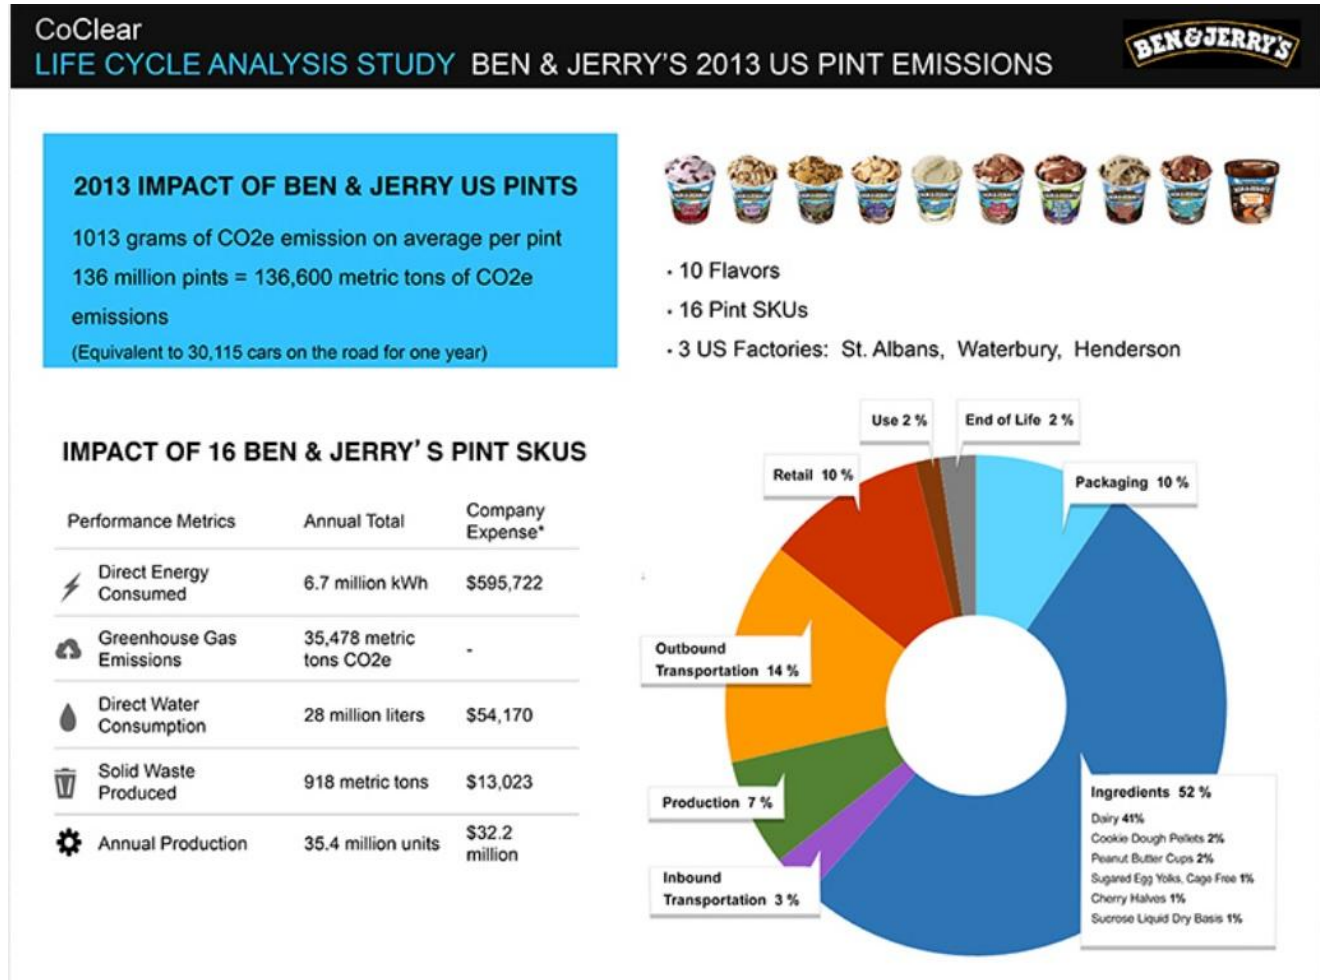 CoClear
LIFE CYCLE ANALYSIS STUDY BEN & JERRY'S 2013 US PINT EMISSIONS
BEN & JERRY'S
2013 IMPACT OF BEN & JERRY US PINTS
1013 grams of CO2e emission on average per pint
136 million pints = 136,600 metric tons of CO2e
emissions
(Equivalent to 30,115 cars on the road for one year)
· 10 Flavors
· 16 Pint SKUs
· 3 US Factories: St. Albans, Waterbury, Henderson
IMPACT OF 16 BEN & JERRY'S PINT SKUS
Performance Metrics Annual Total Company
Expense*
Direct Energy
Consumed 6.7 million kWh $595,722
Greenhouse Gas
Emissions 35,478 metric
tons CO2e -
Direct Water
Consumption 28 million liters $54,170
Solid Waste
Produced 918 metric tons $13,023
Annual Production 35.4 million units $32.2
million
Use 2 %
End of Life 2 %
Retail 10 %
Packaging 10 %
Outbound
Transportation 14 %
Production 7 %
Inbound
Transportation 3 %
Ingredients 52 %
Dairy 41%
Cookie Dough Pellets 2%
Peanut Butter Cups 2%
Sugared Egg Yolks, Cage Free 1%
Cherry Halves 1%
Sucrose Liquid Dry Basis 1%